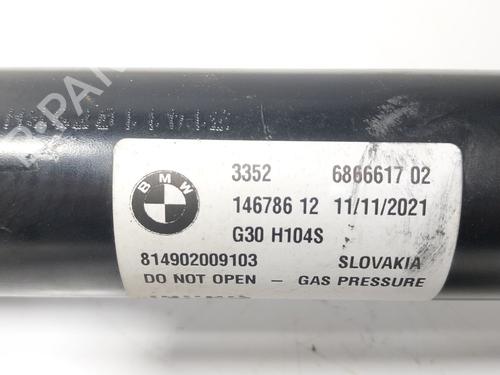 BMW
3352 6866617 02
146786 12 11/11/2021
G30 H104S
814902009103 SLOVAKIA
DO NOT OPEN - GAS PRESSURE